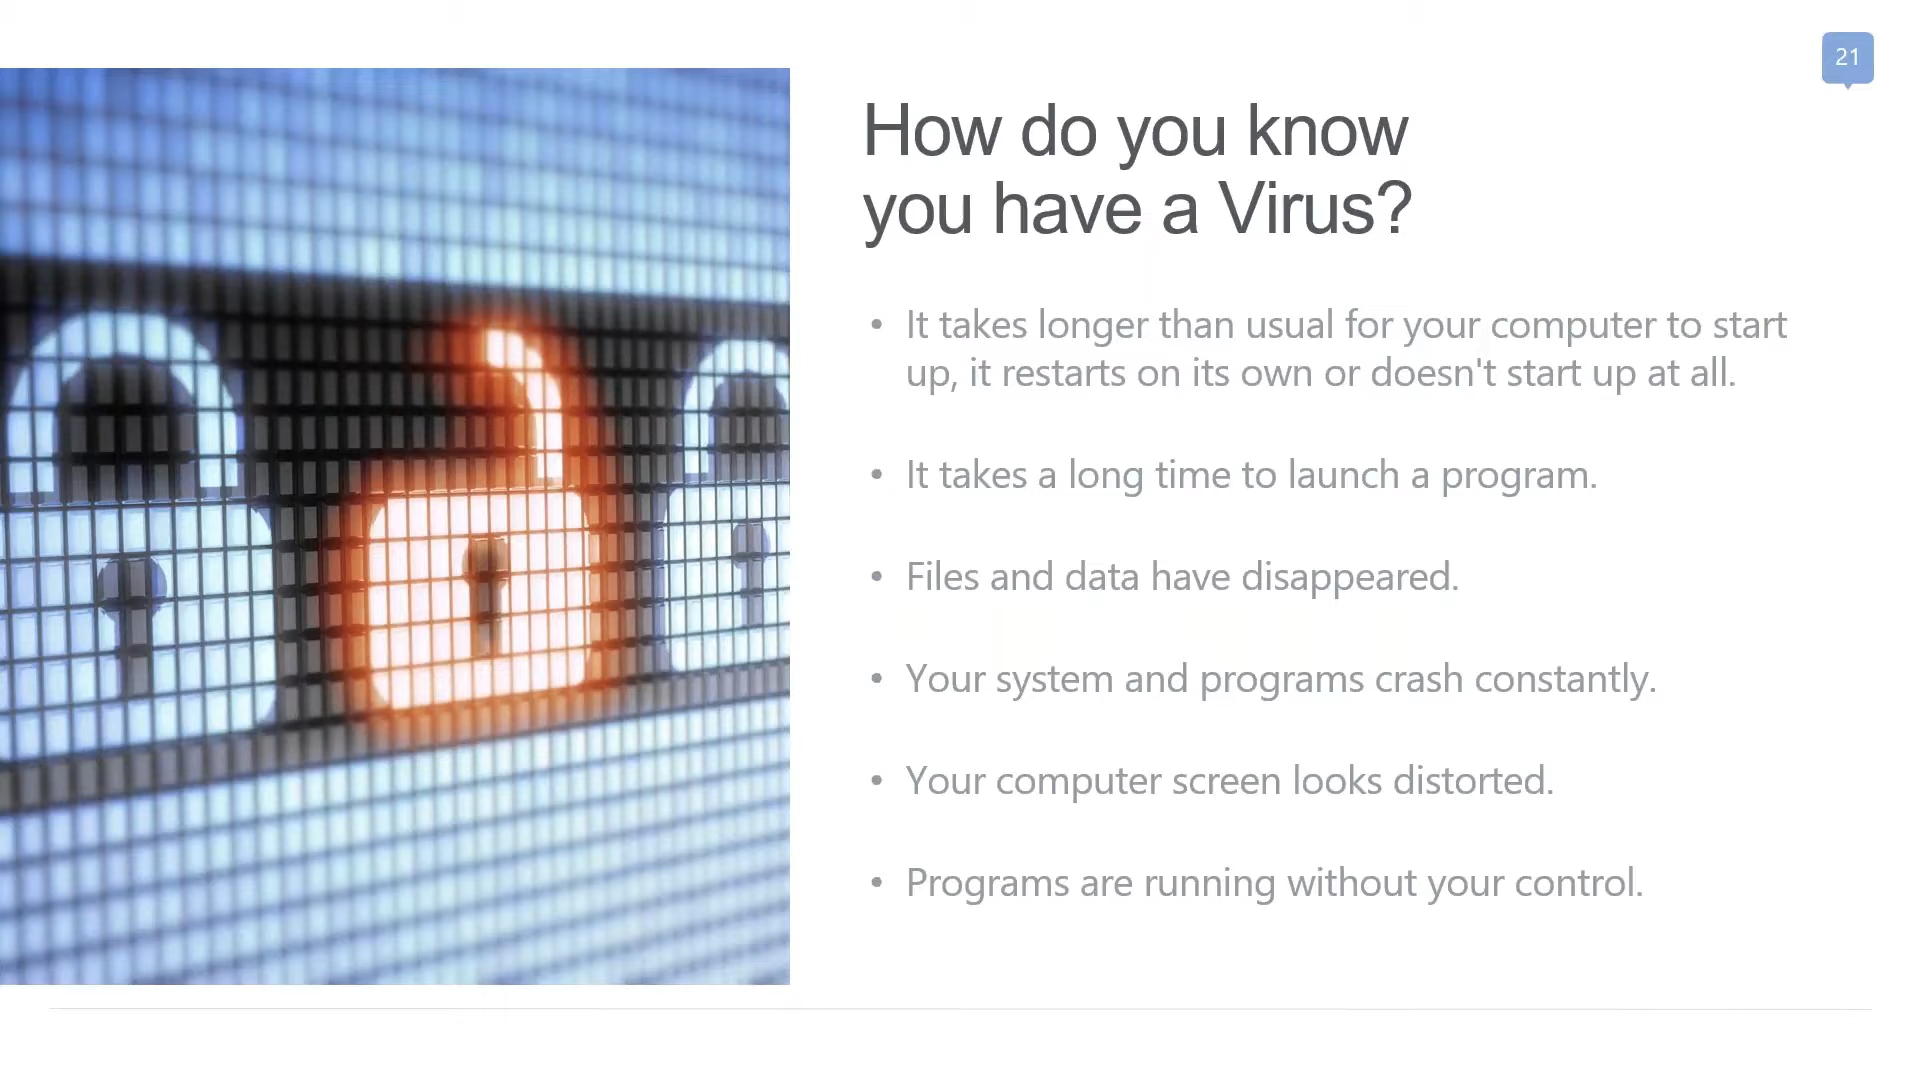 21
How do you know
you have a Virus?
• It takes longer than usual for your computer to start
up, it restarts on its own or doesn't start up at all.
• It takes a long time to launch a program.
• Files and data have disappeared.
• Your system and programs crash constantly.
• Your computer screen looks distorted.
• Programs are running without your control.